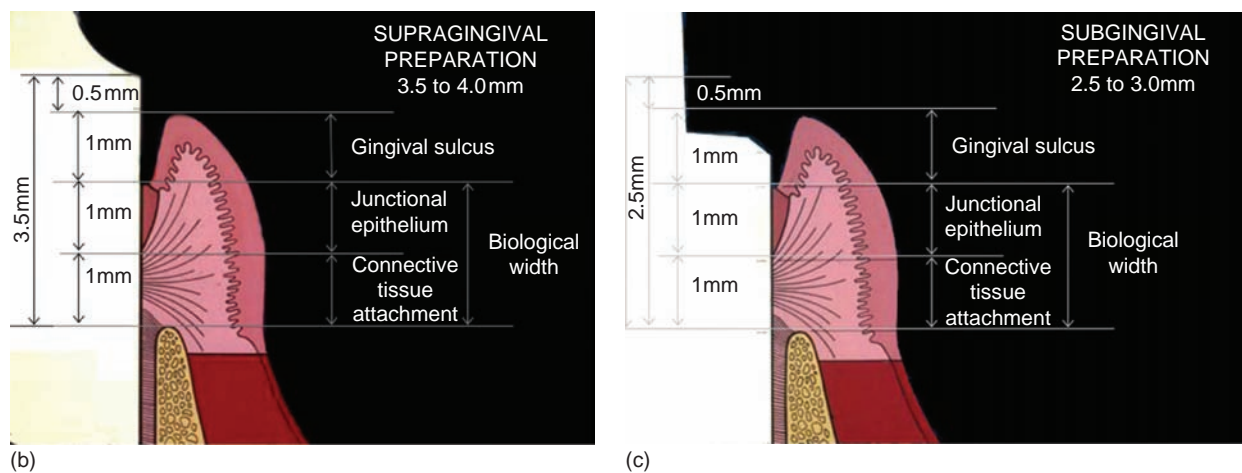 SUPRAGINGIVAL
PREPARATION
3.5 to 4.0mm
0.5mm
1mm
Gingival sulcus
3.5mm
1mm
Junctional
epithelium
Biological
width
1mm
Connective
tissue
attachment
(b)
SUBGINGIVAL
PREPARATION
2.5 to 3.0mm
0.5mm
1mm
Gingival sulcus
2.5mm
1mm
Junctional
epithelium
Biological
width
1mm
Connective
tissue
attachment
(c)